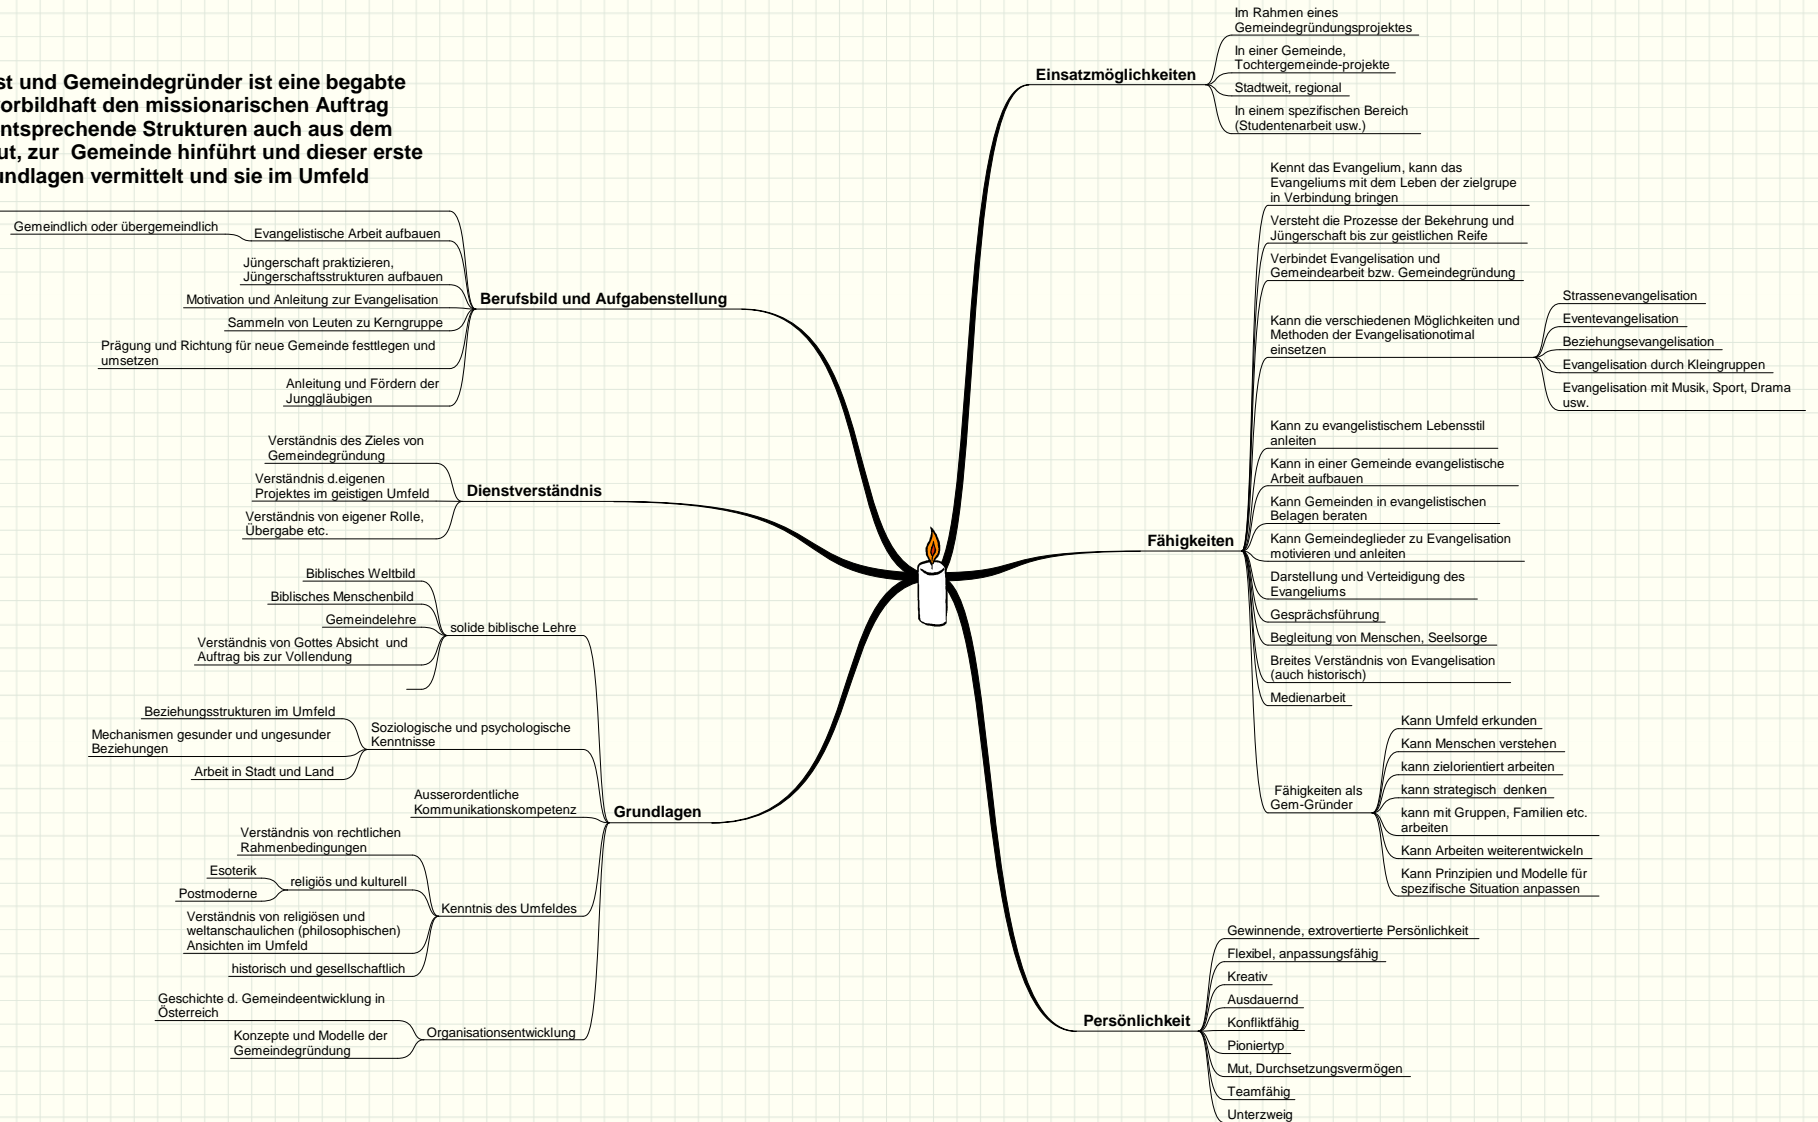 st und Gemeindegründer ist eine begabte
vorbildhaft den missionarischen Auftrag
ntsprechende Strukturen auch aus dem
ut, zur  Gemeinde hinführt und dieser erste
undlagen vermittelt und sie im Umfeld
Berufsbild und Aufgabenstellung
Evangelistische Arbeit aufbauen
Gemeindlich oder übergemeindlich
Jüngerschaft praktizieren,
Jüngerschaftsstrukturen aufbauen
Motivation und Anleitung zur Evangelisation
Sammeln von Leuten zu Kerngruppe
Prägung und Richtung für neue Gemeinde festtlegen und
umsetzen
Anleitung und Fördern der
Junggläubigen
Dienstverständnis
Verständnis des Zieles von
Gemeindegründung
Verständnis d.eigenen
Projektes im geistigen Umfeld
Verständnis von eigener Rolle,
Übergabe etc.
Grundlagen
solide biblische Lehre
Biblisches Weltbild
Biblisches Menschenbild
Gemeindelehre
Verständnis von Gottes Absicht  und
Auftrag bis zur Vollendung
Soziologische und psychologische
Kenntnisse
Beziehungsstrukturen im Umfeld
Mechanismen gesunder und ungesunder
Beziehungen
Arbeit in Stadt und Land
Ausserordentliche
Kommunikationskompetenz
Kenntnis des Umfeldes
Verständnis von rechtlichen
Rahmenbedingungen
religiös und kulturell
Esoterik
Postmoderne
Verständnis von religiösen und
weltanschaulichen (philosophischen)
Ansichten im Umfeld
historisch und gesellschaftlich
Organisationsentwicklung
Geschichte d. Gemeindeentwicklung in
Österreich
Konzepte und Modelle der
Gemeindegründung
Einsatzmöglichkeiten
Im Rahmen eines
Gemeindegründungsprojektes
In einer Gemeinde,
Tochtergemeinde-projekte
Stadtweit, regional
In einem spezifischen Bereich
(Studentenarbeit usw.)
Fähigkeiten
Kennt das Evangelium, kann das
Evangeliums mit dem Leben der zielgrupe
in Verbindung bringen
Versteht die Prozesse der Bekehrung und
Jüngerschaft bis zur geistlichen Reife
Verbindet Evangelisation und
Gemeindearbeit bzw. Gemeindegründung
Kann die verschiedenen Möglichkeiten und
Methoden der Evangelisationotimal
einsetzen
Strassenevangelisation
Eventevangelisation
Beziehungsevangelisation
Evangelisation durch Kleingruppen
Evangelisation mit Musik, Sport, Drama
usw.
Kann zu evangelistischem Lebensstil
anleiten
Kann in einer Gemeinde evangelistische
Arbeit aufbauen
Kann Gemeinden in evangelistischen
Belagen beraten
Kann Gemeindeglieder zu Evangelisation
motivieren und anleiten
Darstellung und Verteidigung des
Evangeliums
Gesprächsführung
Begleitung von Menschen, Seelsorge
Breites Verständnis von Evangelisation
(auch historisch)
Medienarbeit
Fähigkeiten als
Gem-Gründer
Kann Umfeld erkunden
Kann Menschen verstehen
kann zielorientiert arbeiten
kann strategisch  denken
kann mit Gruppen, Familien etc.
arbeiten
Kann Arbeiten weiterentwickeln
Kann Prinzipien und Modelle für
spezifische Situation anpassen
Persönlichkeit
Gewinnende, extrovertierte Persönlichkeit
Flexibel, anpassungsfähig
Kreativ
Ausdauernd
Konfliktfähig
Pioniertyp
Mut, Durchsetzungsvermögen
Teamfähig
Unterzweig